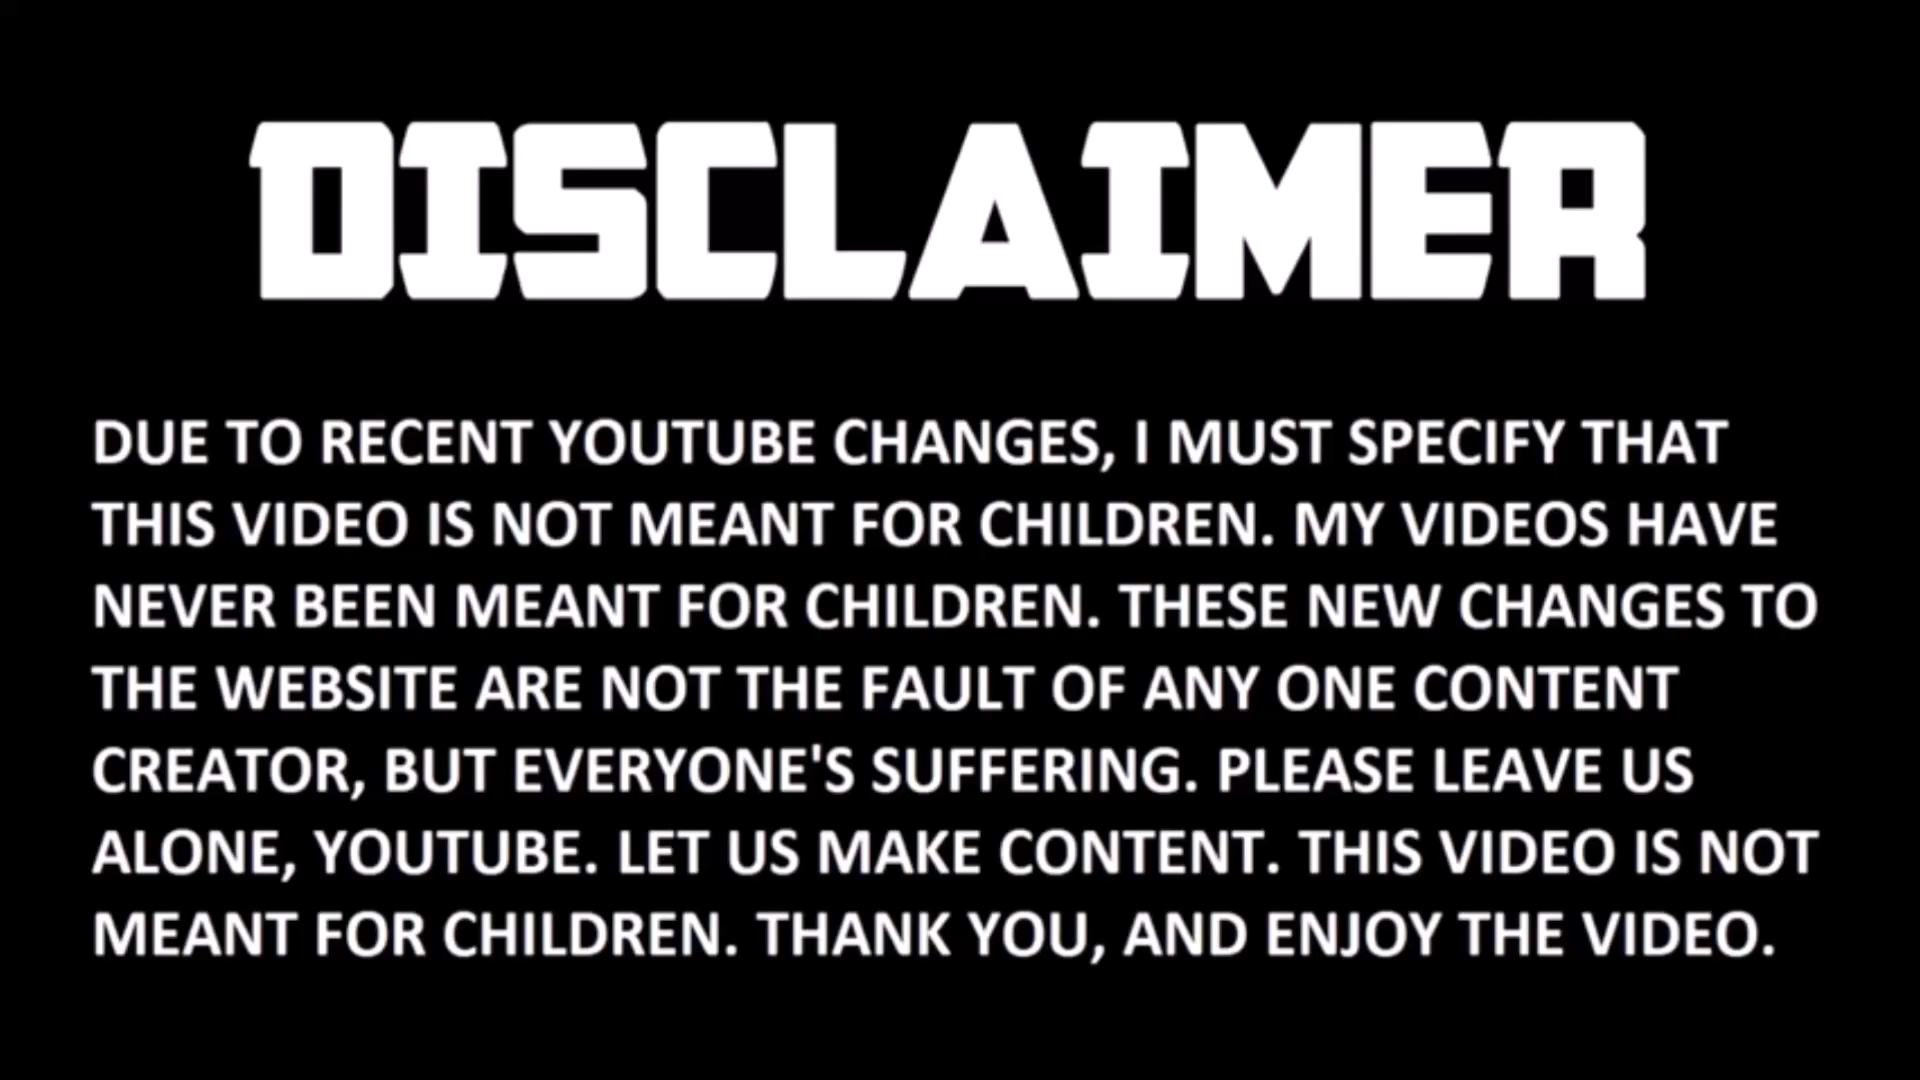 DISCLAIMER
DUE TO RECENT YOUTUBE CHANGES, I MUST SPECIFY THAT
THIS VIDEO IS NOT MEANT FOR CHILDREN. MY VIDEOS HAVE
NEVER BEEN MEANT FOR CHILDREN. THESE NEW CHANGES TO
THE WEBSITE ARE NOT THE FAULT OF ANY ONE CONTENT
CREATOR, BUT EVERYONE'S SUFFERING. PLEASE LEAVE US
ALONE, YOUTUBE. LET US MAKE CONTENT. THIS VIDEO IS NOT
MEANT FOR CHILDREN. THANK YOU, AND ENJOY THE VIDEO.